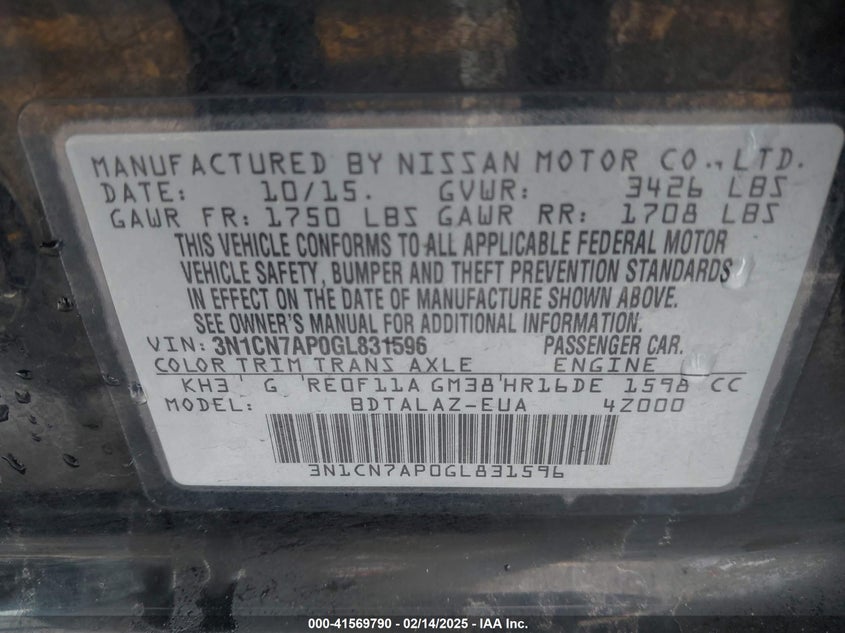 MANUFACTURED BY NISSAN MOTOR CO., LTD.
DATE: 10/15. GVWR: 3426 LBS
GAWR FR: 1750 LBS GAWR RR: 1708 LBS
THIS VEHICLE CONFORMS TO ALL APPLICABLE FEDERAL MOTOR
VEHICLE SAFETY, BUMPER AND THEFT PREVENTION STANDARDS
IN EFFECT ON THE DATE OF MANUFACTURE SHOWN ABOVE.
SEE OWNER'S MANUAL FOR ADDITIONAL INFORMATION.
VIN: 3N1CN7AP0GL831596 PASSENGER CAR.
COLOR TRIM TRANS AXLE ENGINE
KH3 G RE0F11A GM38 HR16DE 1598 CC
MODEL: BDTALAZ-EUA 4Z000
3N1CN7AP0GL831596
000-41569790 - 02/14/2025 - IAA Inc.